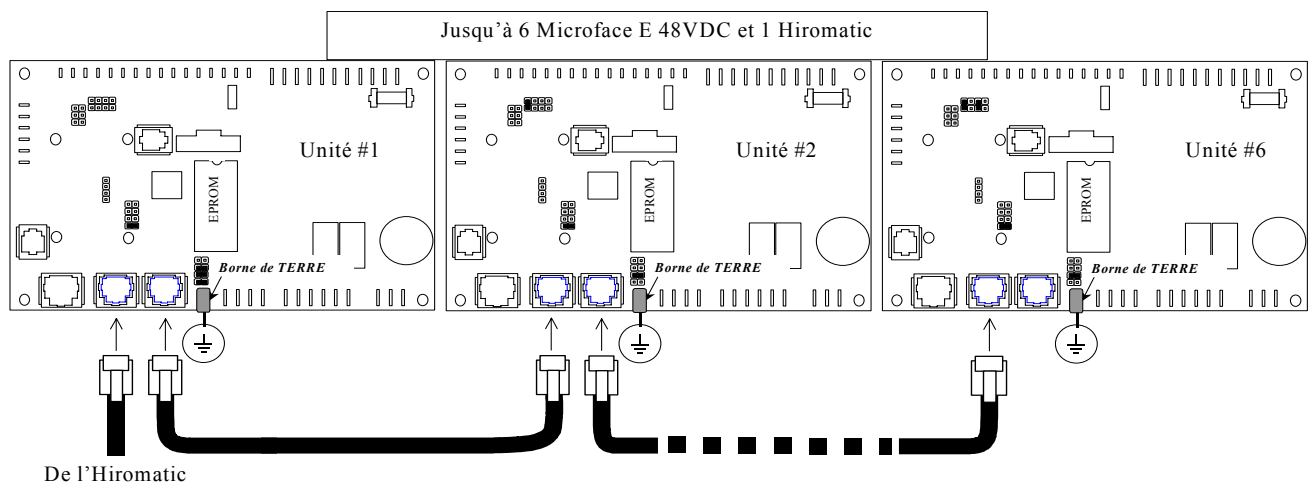 Jusqu'à 6 Microface E 48VDC et 1 Hiromatic
Unité #1
Unité #2
Unité #6
EPROM
EPROM
EPROM
Borne de TERRE
Borne de TERRE
Borne de TERRE
De l'Hiromatic